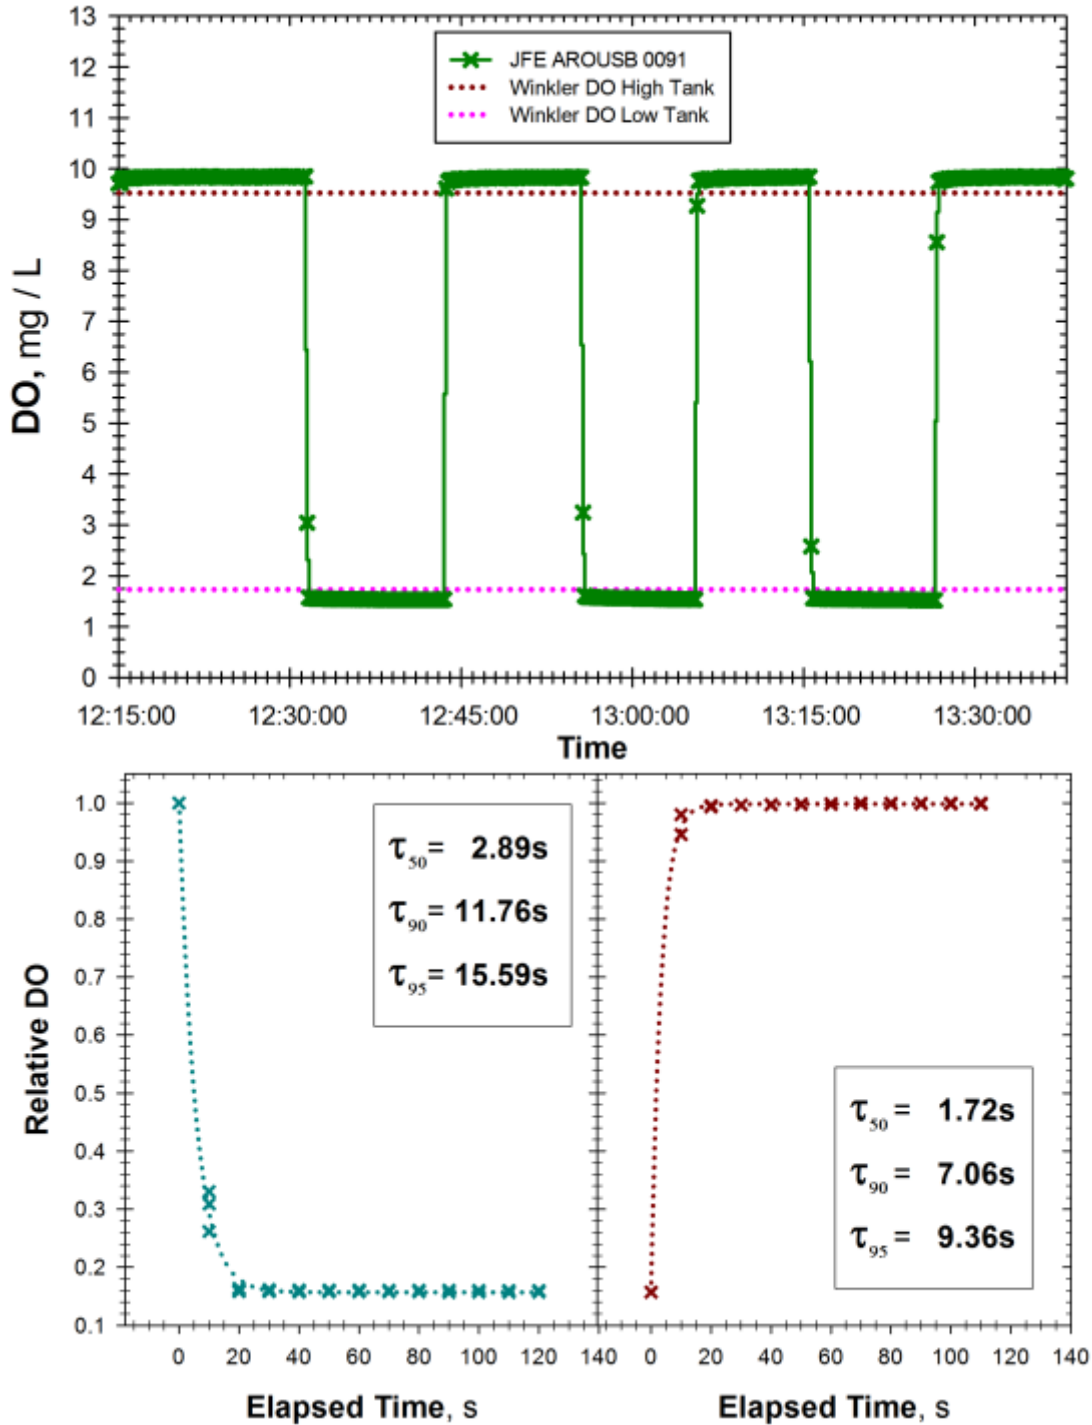 13
12
11
10
9
8
7
6
5
4
3
2
1
0
DO, mg / L
JFE AROUSB 0091
Winkler DO High Tank
Winkler DO Low Tank
12:15:00 12:30:00 12:45:00 13:00:00 13:15:00 13:30:00
Time
1.0
0.9
0.8
0.7
0.6
0.5
0.4
0.3
0.2
0.1
Relative DO
τ50 = 2.89s
τ90 = 11.76s
τ95 = 15.59s
τ50 = 1.72s
τ90 = 7.06s
τ95 = 9.36s
0 20 40 60 80 100 120 140 0 20 40 60 80 100 120 140
Elapsed Time, s
Elapsed Time, s